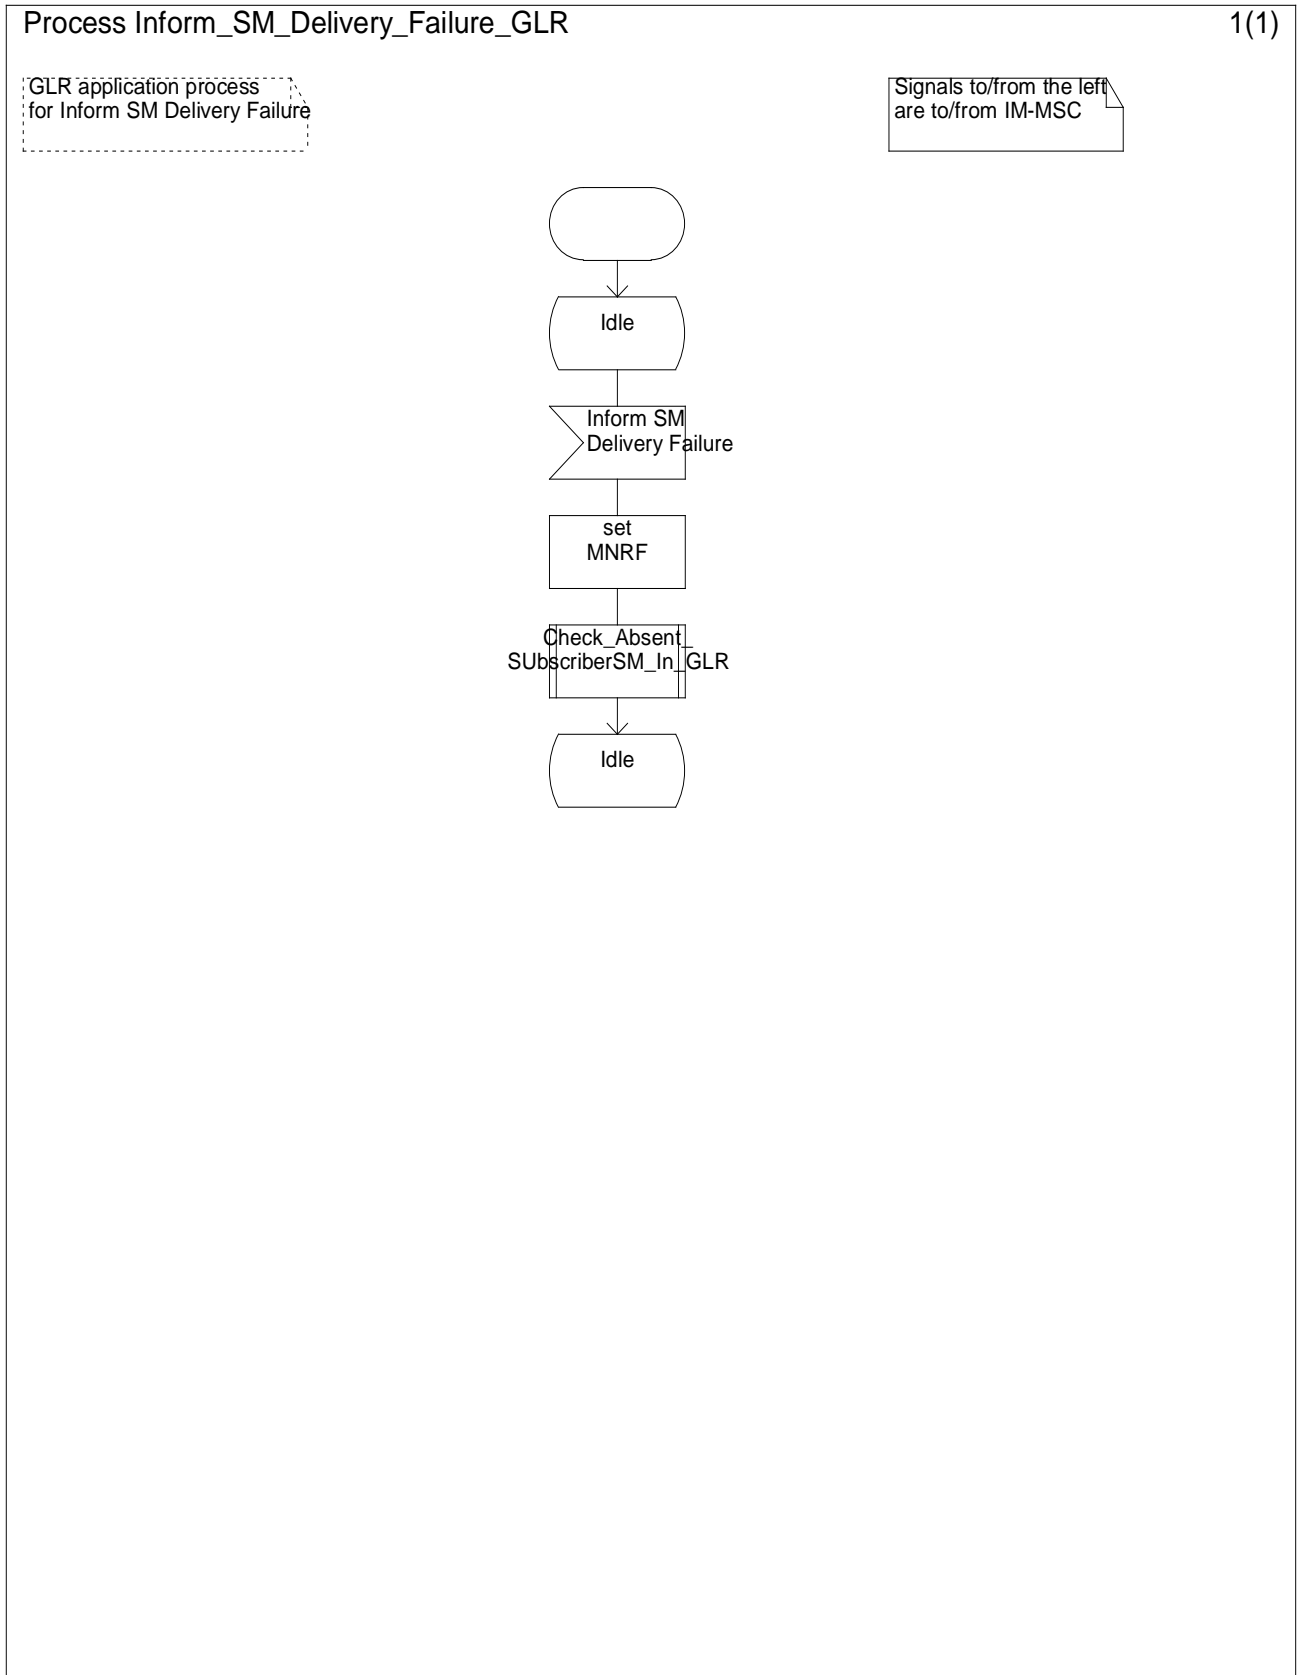 Process Inform_SM_Delivery_Failure_GLR 1(1)
GLR application process
for Inform SM Delivery Failure
Signals to/from the left
are to/from IM-MSC
Idle
Inform SM
Delivery Failure
set
MNRF
Check_Absent_
SUbscriberSM_In_GLR
Idle